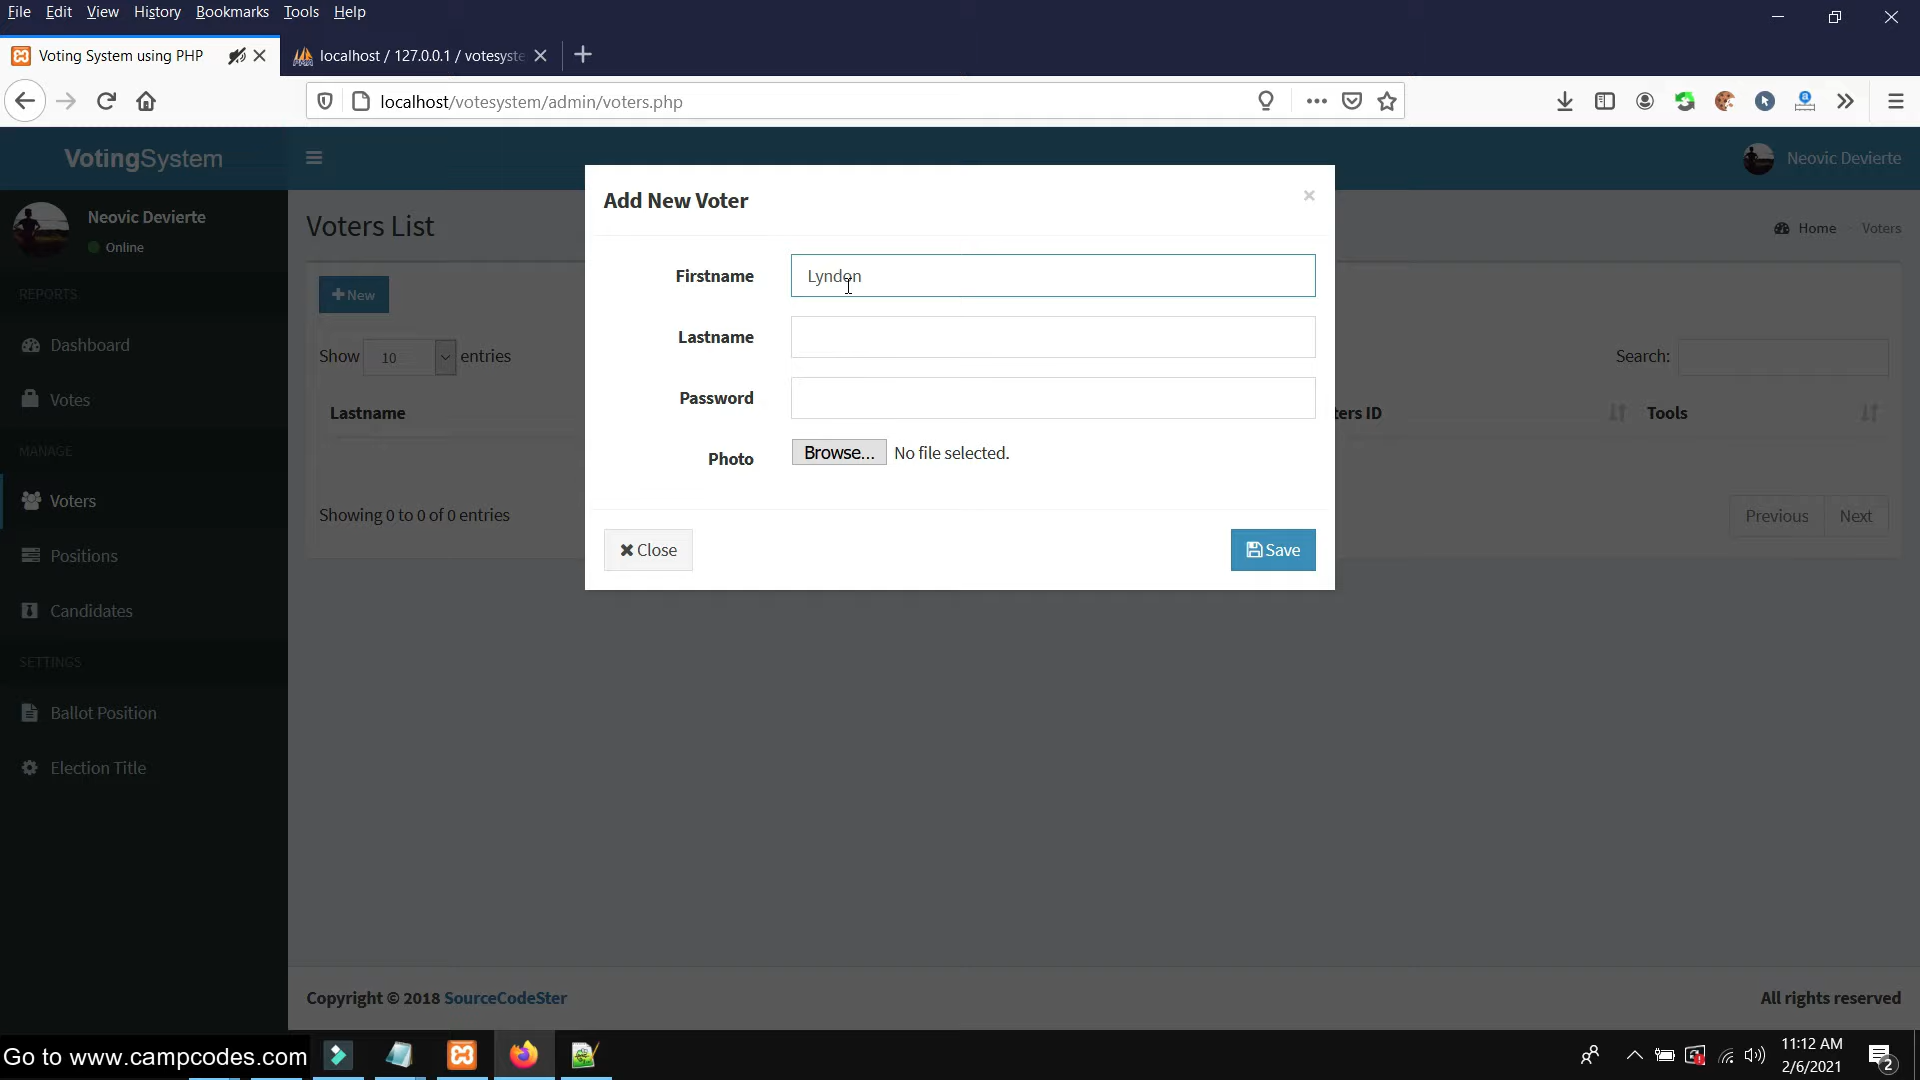 File Edit View History Bookmarks Tools Help
Voting System using PHP
localhost / 127.0.0.1 / votesyste
localhost/votesystem/admin/voters.php
VotingSystem
Neovic Devierte
Neovic Devierte
Online
REPORTS
Dashboard
Votes
MANAGE
Voters
Positions
Candidates
SETTINGS
Ballot Position
Election Title
Voters List
Home
Voters
New
Show 10 entries
Search:
Lastname
ters ID
Tools
Showing 0 to 0 of 0 entries
Previous Next
Add New Voter
×
Firstname Lyndon
Lastname
Password
Photo Browse... No file selected.
Close
Save
Copyright © 2018 SourceCodeSter
All rights reserved
Go to www.campcodes.com
11:12 AM
2/6/2021
2